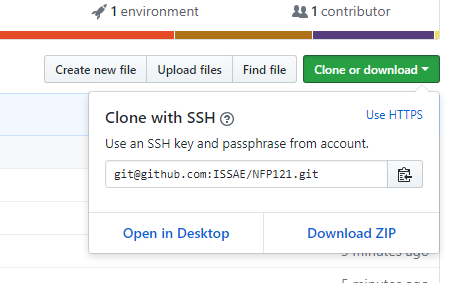 1 environment
1 contributor
Create new file
Upload files
Find file
Clone or download
Clone with SSH
Use HTTPS
Use an SSH key and passphrase from account.
git@github.com:ISSAE/NFP121.git
Open in Desktop
Download ZIP
5 minutes ago